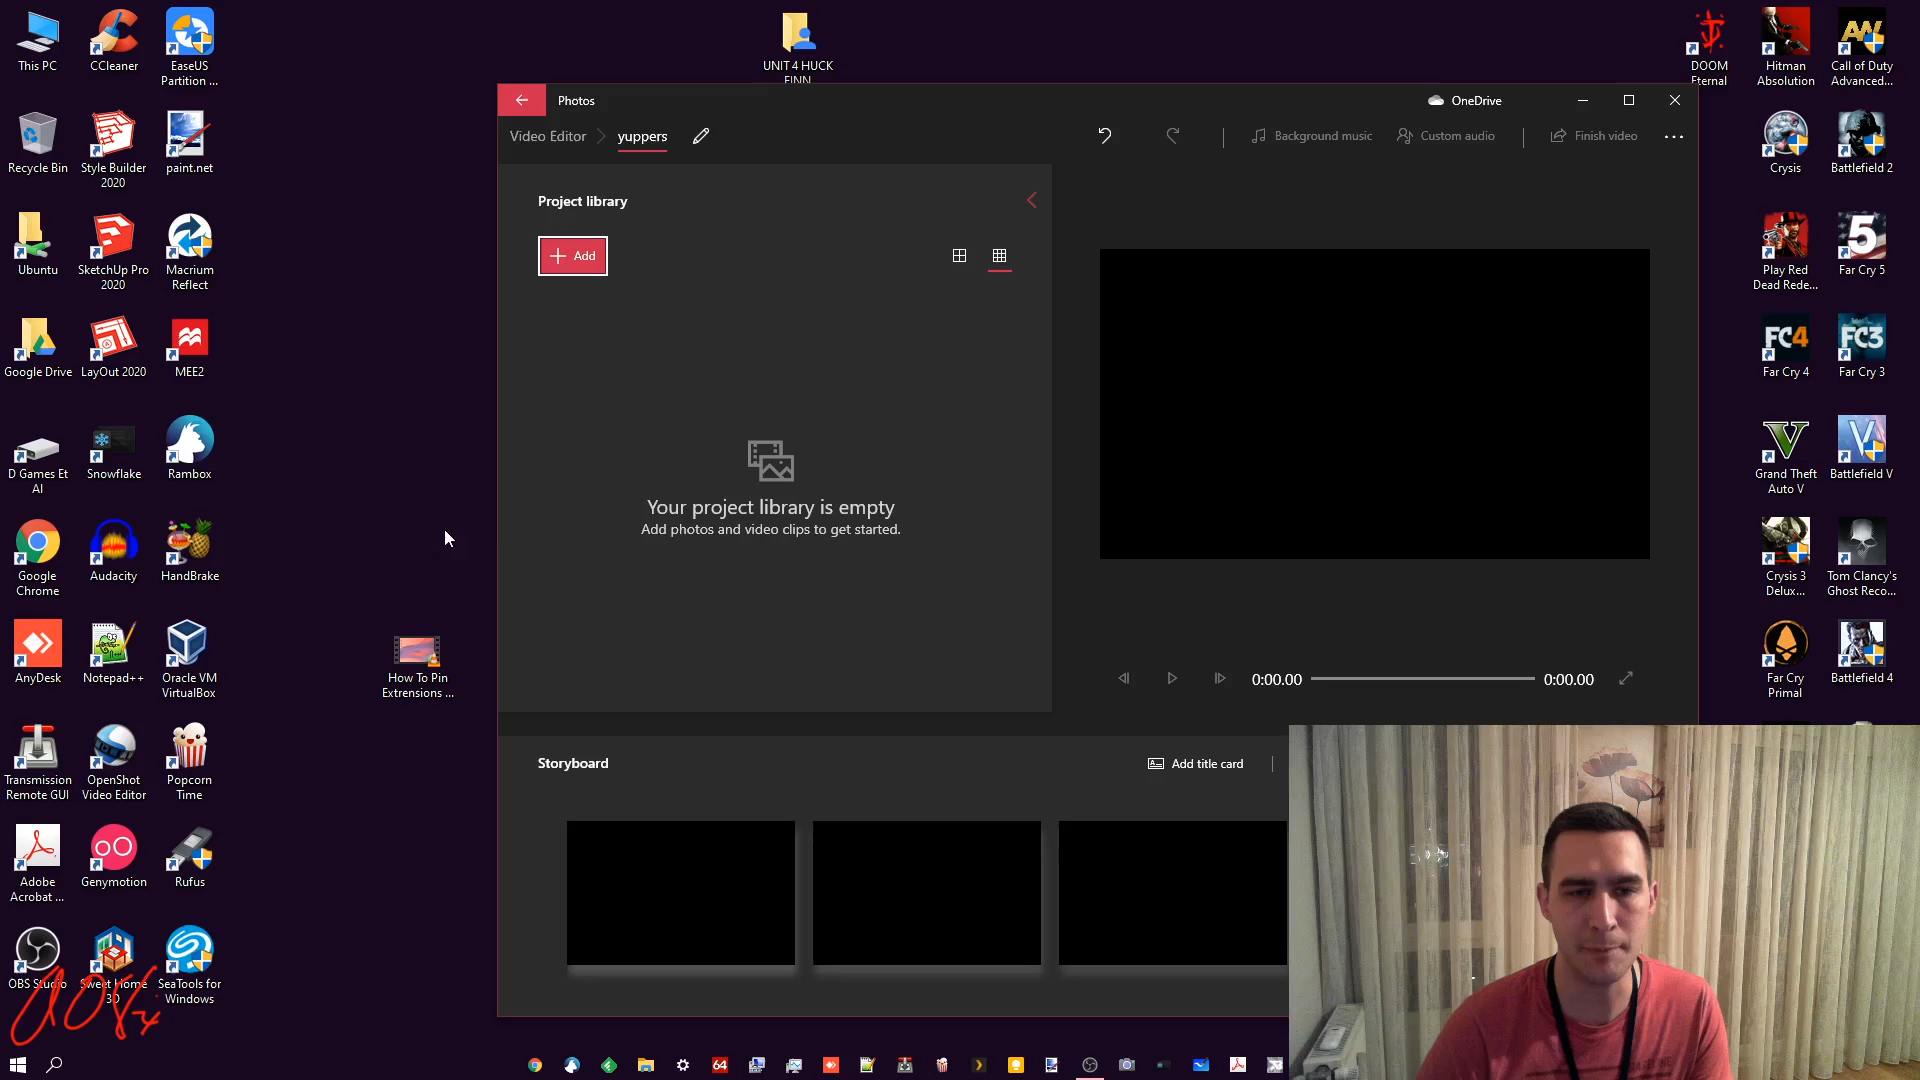 This PC
CCleaner
EaseUS
Partition ...
Recycle Bin
Style Builder
2020
paint.net
Ubuntu
SketchUp Pro
2020
Macrium
Reflect
Google Drive
LayOut 2020
MEE2
D Games Et
Al
Snowflake
Rambox
Google
Chrome
Audacity
HandBrake
AnyDesk
Notepad++
Oracle VM
VirtualBox
Transmission
Remote GUI
OpenShot
Video Editor
Popcorn
Time
Adobe
Acrobat ...
Genymotion
Rufus
OBS Studio
Sweet Home
3D
SeaTools for
Windows
How To Pin
Extrensions ...
UNIT 4 HUCK
FINN
Photos
OneDrive
Video Editor
yuppers
Background music
Custom audio
Finish video
Project library
Add
Your project library is empty
Add photos and video clips to get started.
0:00.00
0:00.00
Storyboard
Add title card
DOOM
Eternal
Hitman
Absolution
AW
Call of Duty
Advanced...
Crysis
Battlefield 2
Play Red
Dead Rede...
5
Far Cry 5
FC4
Far Cry 4
FC3
Far Cry 3
V
Grand Theft
Auto V
V
Battlefield V
Crysis 3
Delux...
Tom Clancy's
Ghost Reco...
Far Cry
Primal
Battlefield 4
64